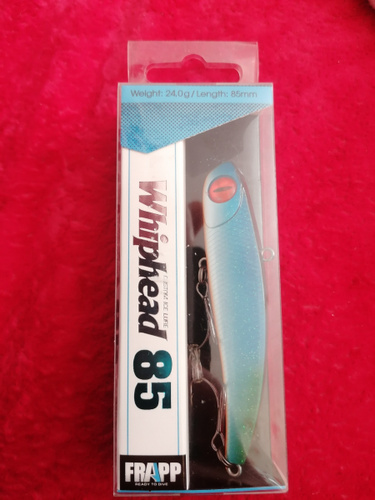 Weight: 24.0g / Length: 85mm
Whiphead 85
FRAPP
READY TO DIVE